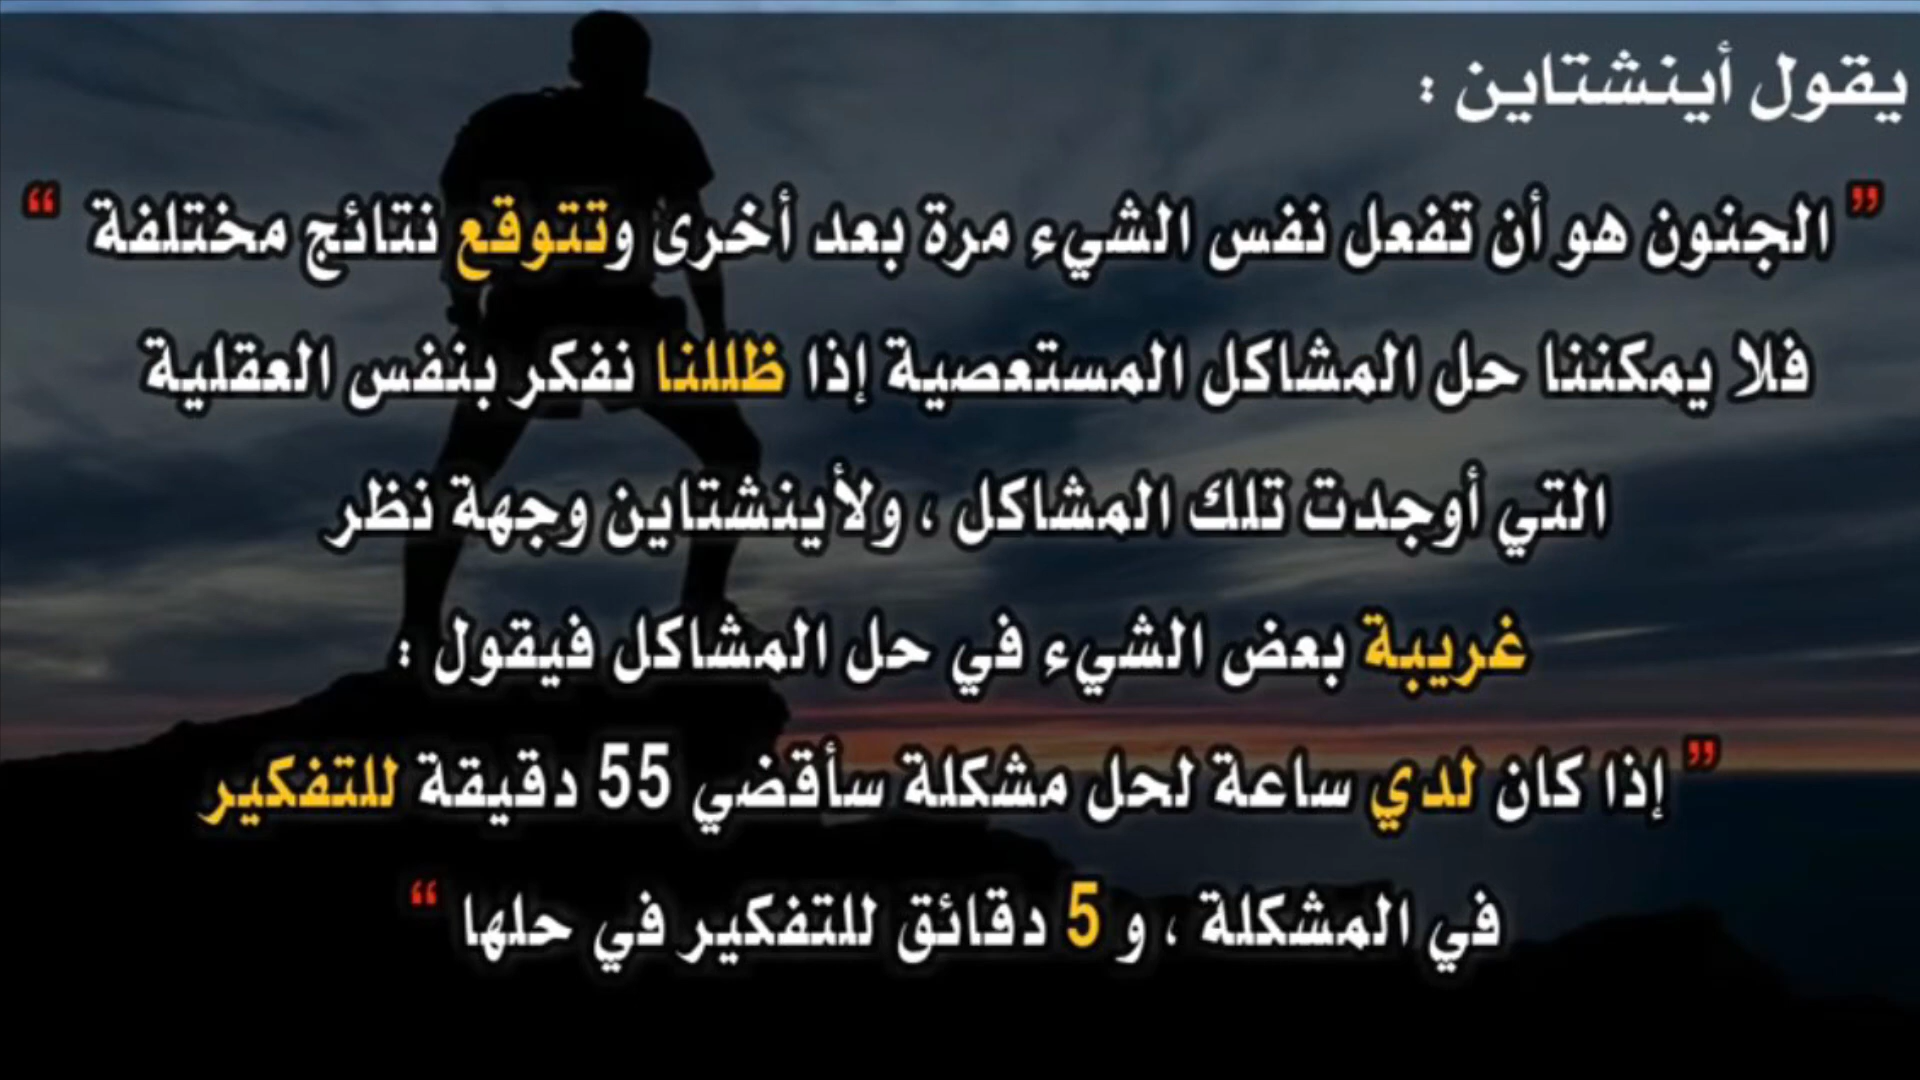 يقول أينشتاين :
" الجنون هو أن تفعل نفس الشيء مرة بعد أخرى وتتوقع نتائج مختلفة "
فلا يمكننا حل المشاكل المستعصية إذا ظللنا نفكر بنفس العقلية
التي أوجدت تلك المشاكل ، ولأينشتاين وجهة نظر
غريبة بعض الشيء في حل المشاكل فيقول :
" إذا كان لدي ساعة لحل مشكلة سأقضي 55 دقيقة للتفكير
في المشكلة ، و 5 دقائق للتفكير في حلها "